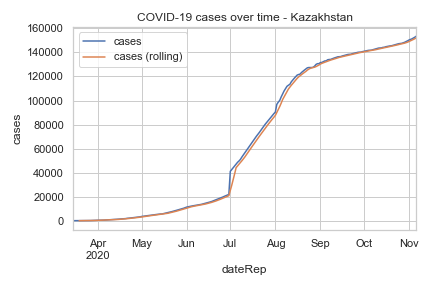 COVID-19 cases over time - Kazakhstan
cases
cases (rolling)
cases
160000
140000
120000
100000
80000
60000
40000
20000
0
Apr May Jun Jul Aug Sep Oct Nov
2020
dateRep